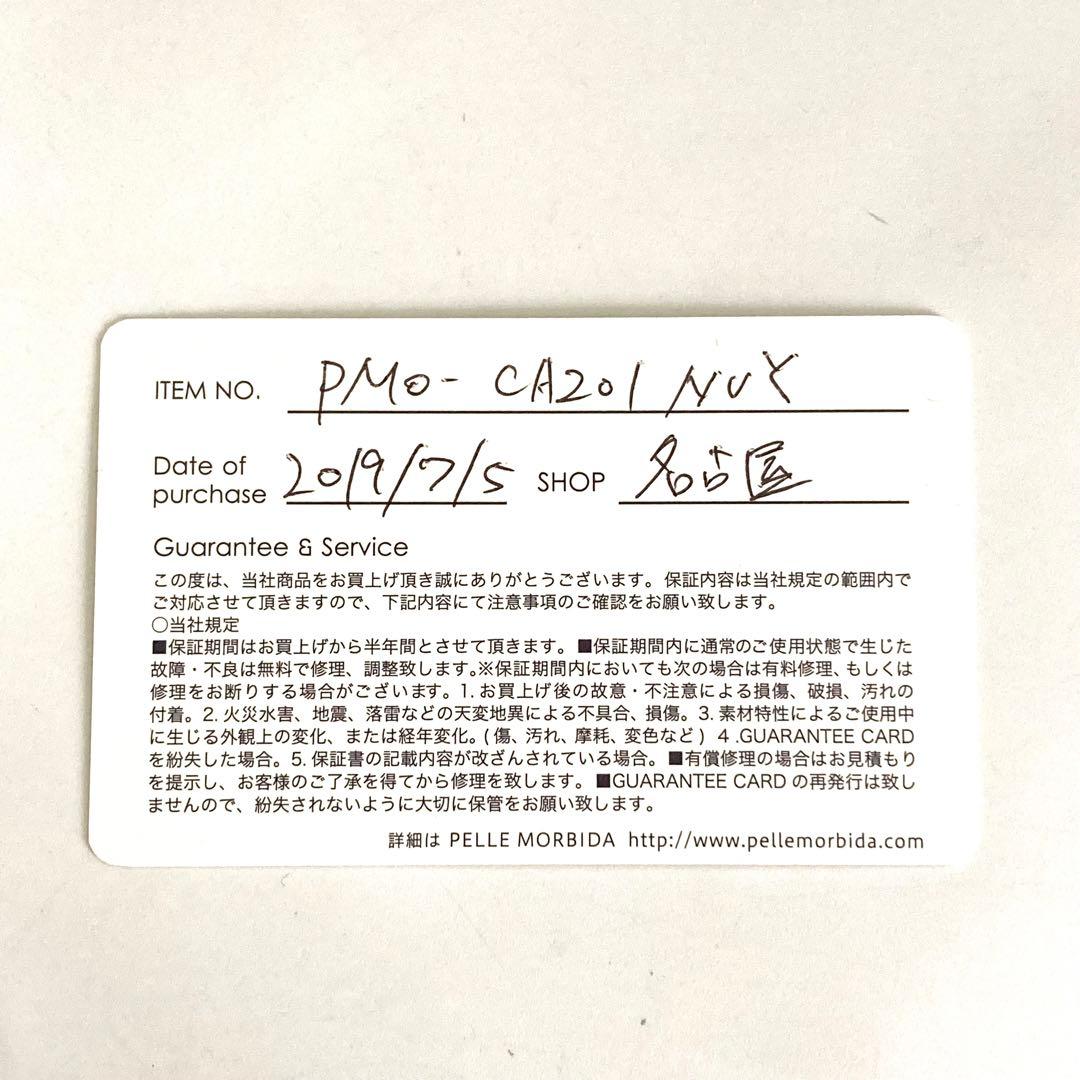 ITEM NO. PMO- CA201 NVY
Date of purchase 2019/7/5 SHOP 名古屋
Guarantee & Service
この度は、当社商品をお買上げ頂き誠にありがとうございます。保証内容は当社規定の範囲内で
ご対応させて頂きますので、下記内容にて注意事項のご確認をお願い致します。
〇当社規定
■保証期間はお買上げから半年間とさせて頂きます。■保証期間内に通常のご使用状態で生じた
故障・不良は無料で修理、調整致します。※保証期間内においても次の場合は有料修理、もしくは
修理をお断りする場合がございます。1. お買上げ後の故意・不注意による損傷、破損、汚れの
付着。2. 火災水害、地震、落雷などの天変地異による不具合、損傷。3. 素材特性によるご使用中
に生じる外観上の変化、または経年変化。( 傷、汚れ、摩耗、変色など ) 4 .GUARANTEE CARD
を紛失した場合。5. 保証書の記載内容が改ざんされている場合。■有償修理の場合はお見積もり
を提示し、お客様のご了承を得てから修理を致します。■GUARANTEE CARD の再発行は致し
ませんので、紛失されないように大切に保管をお願い致します。
詳細は PELLE MORBIDA http://www.pellemorbida.com